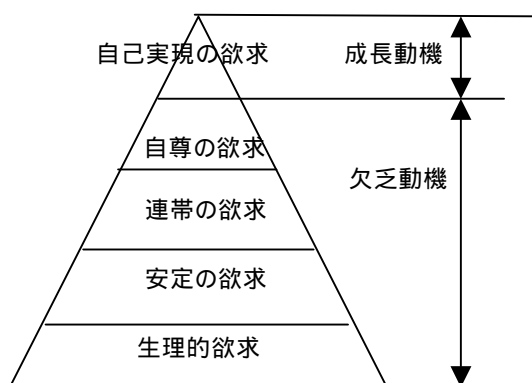 自己実現の欲求
成長動機
自尊の欲求
欠乏動機
連帯の欲求
安定の欲求
生理的欲求